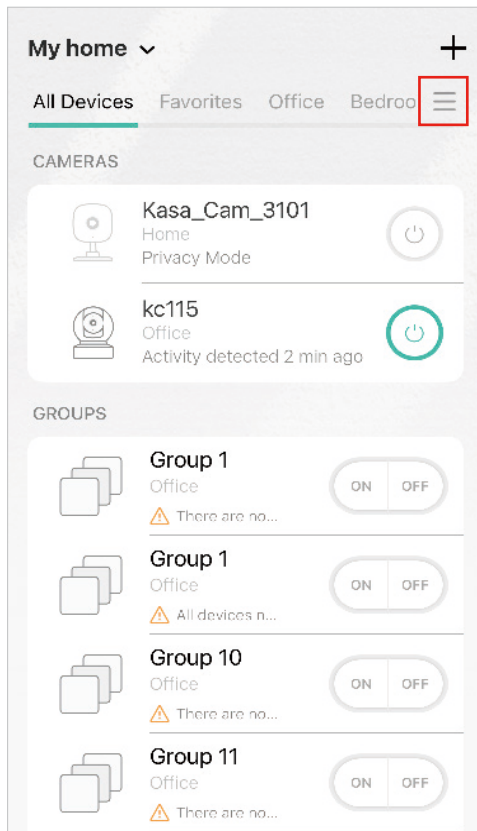 My home
All Devices Favorites Office Bedroo
CAMERAS
Kasa_Cam_3101
Home
Privacy Mode
kc115
Office
Activity detected 2 min ago
GROUPS
Group 1
Office
ON OFF
There are no...
Group 1
Office
ON OFF
All devices n...
Group 10
Office
ON OFF
There are no...
Group 11
Office
ON OFF
There are no...